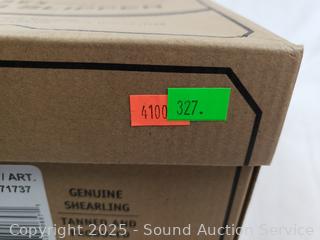 4100
327.
I ART.
71737
GENUINE
SHEARLING
TANNED AND
Copyright 2025 - Sound Auction Service